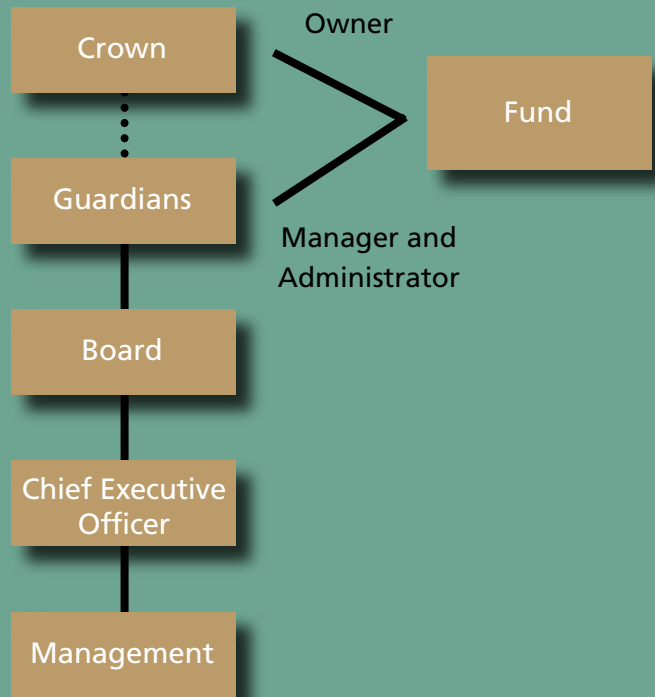 Crown
Owner
Fund
Guardians
Manager and
Administrator
Board
Chief Executive
Officer
Management